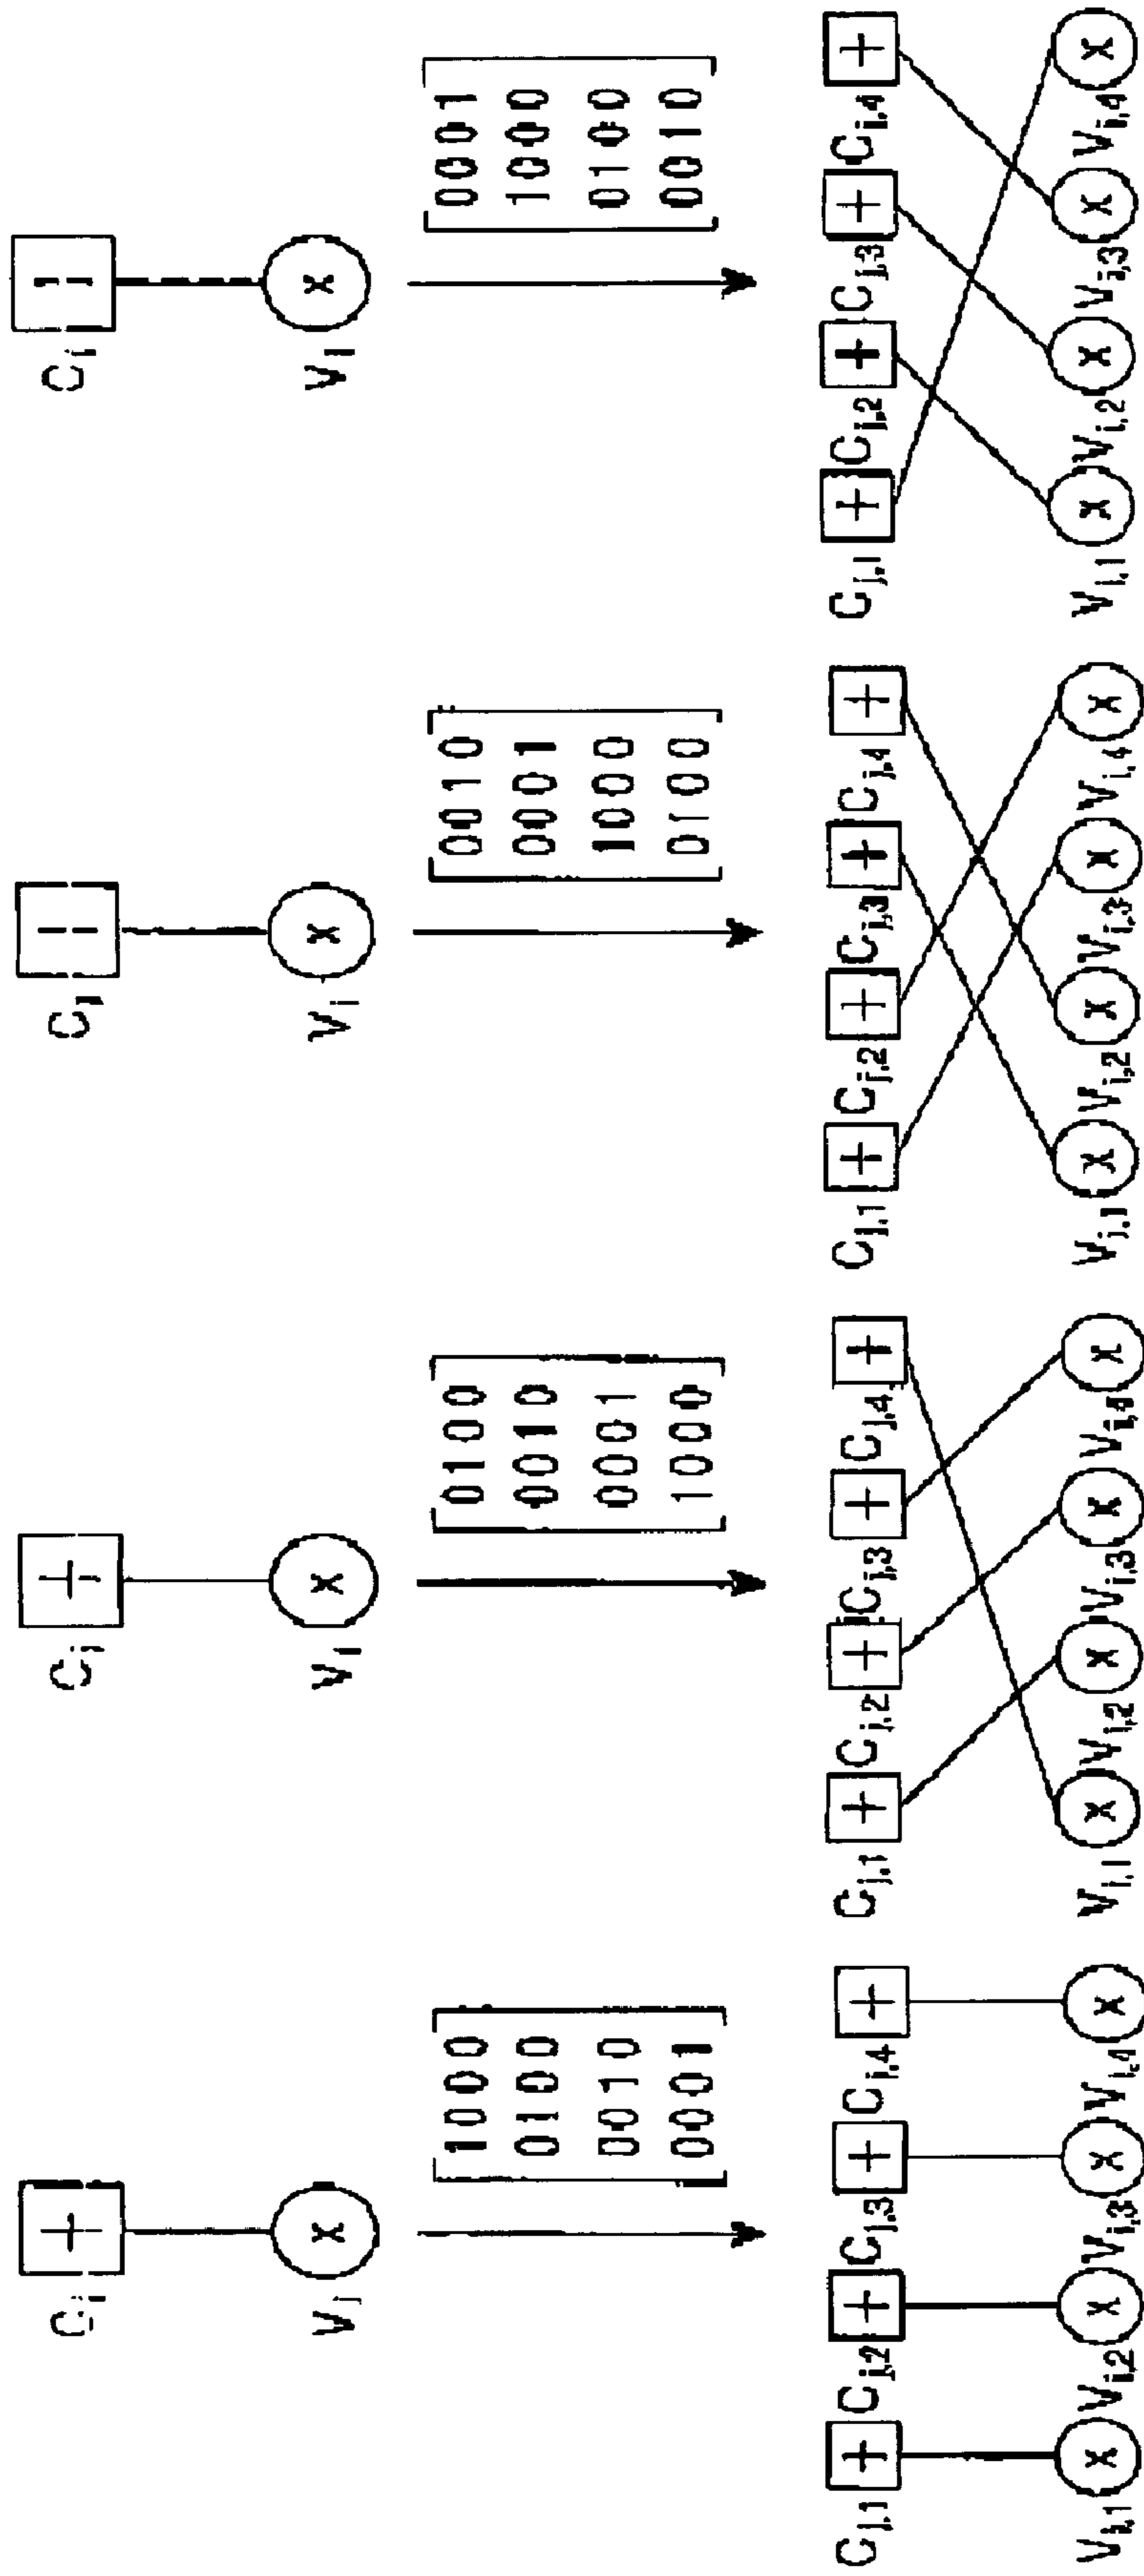 Cj +
Vi x
1000
0100
0010
0001
Cj,1 + Cj,2 + Cj,3 + Cj,4 +
Vi,1 x Vi,2 x Vi,3 x Vi,4 x
Cj +
Vi x
0100
0010
0001
1000
Cj,1 + Cj,2 + Cj,3 + Cj,4 +
Vi,1 x Vi,2 x Vi,3 x Vi,4 x
Cj
Vi x
0010
0001
1000
0100
Cj,1 + Cj,2 + Cj,3 + Cj,4 +
Vi,1 x Vi,2 x Vi,3 x Vi,4 x
Cj
Vi x
0001
1000
0100
0010
Cj,1 + Cj,2 + Cj,3 + Cj,4 +
Vi,1 x Vi,2 x Vi,3 x Vi,4 x